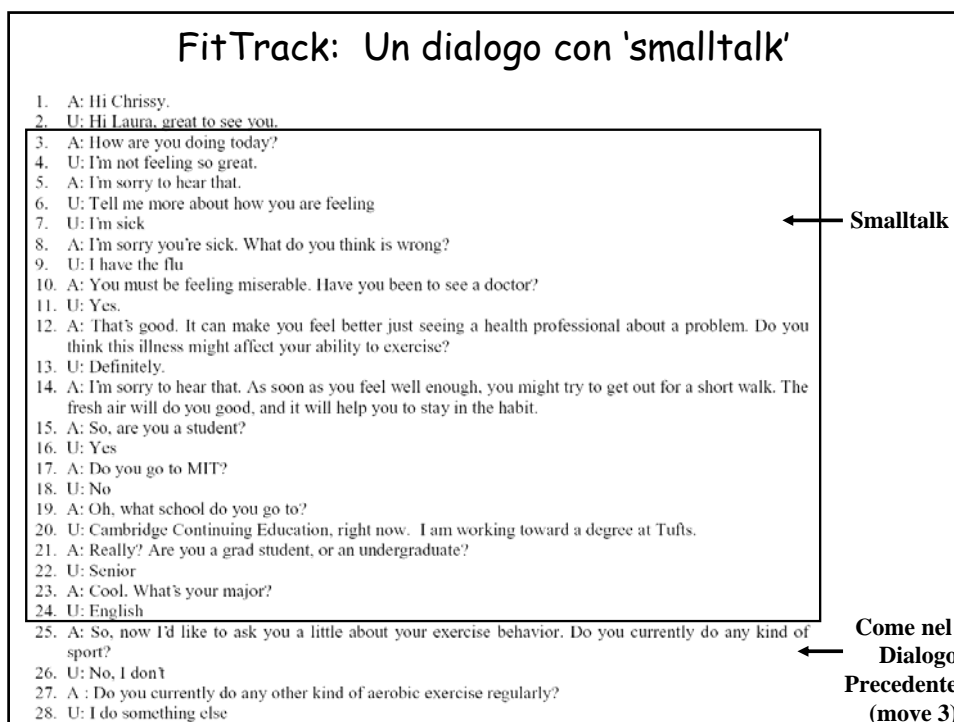 FitTrack: Un dialogo con 'smalltalk'
1. A: Hi Chrissy.
2. U: Hi Laura, great to see you.
3. A: How are you doing today?
4. U: I'm not feeling so great.
5. A: I'm sorry to hear that.
6. U: Tell me more about how you are feeling
7. U: I'm sick
8. A: I'm sorry you're sick. What do you think is wrong?
9. U: I have the flu
10. A: You must be feeling miserable. Have you been to see a doctor?
11. U: Yes.
12. A: That's good. It can make you feel better just seeing a health professional about a problem. Do you
think this illness might affect your ability to exercise?
13. U: Definitely.
14. A: I'm sorry to hear that. As soon as you feel well enough, you might try to get out for a short walk. The
fresh air will do you good, and it will help you to stay in the habit.
15. A: So, are you a student?
16. U: Yes
17. A: Do you go to MIT?
18. U: No
19. A: Oh, what school do you go to?
20. U: Cambridge Continuing Education, right now. I am working toward a degree at Tufts.
21. A: Really? Are you a grad student, or an undergraduate?
22. U: Senior
23. A: Cool. What's your major?
24. U: English
25. A: So, now I'd like to ask you a little about your exercise behavior. Do you currently do any kind of
sport?
26. U: No, I don't
27. A : Do you currently do any other kind of aerobic exercise regularly?
28. U: I do something else
Smalltalk
Come nel
Dialogo
Precedente
(move 3)